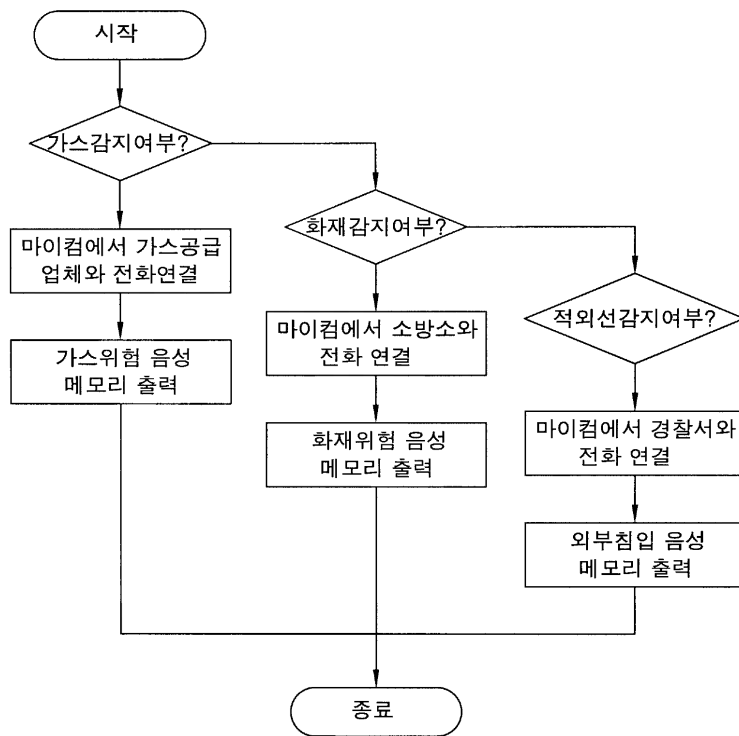 시작
가스감지여부?
마이컴에서 가스공급
업체와 전화연결
가스위험 음성
메모리 출력
화재감지여부?
마이컴에서 소방소와
전화 연결
화재위험 음성
메모리 출력
적외선감지여부?
마이컴에서 경찰서와
전화 연결
외부침입 음성
메모리 출력
종료